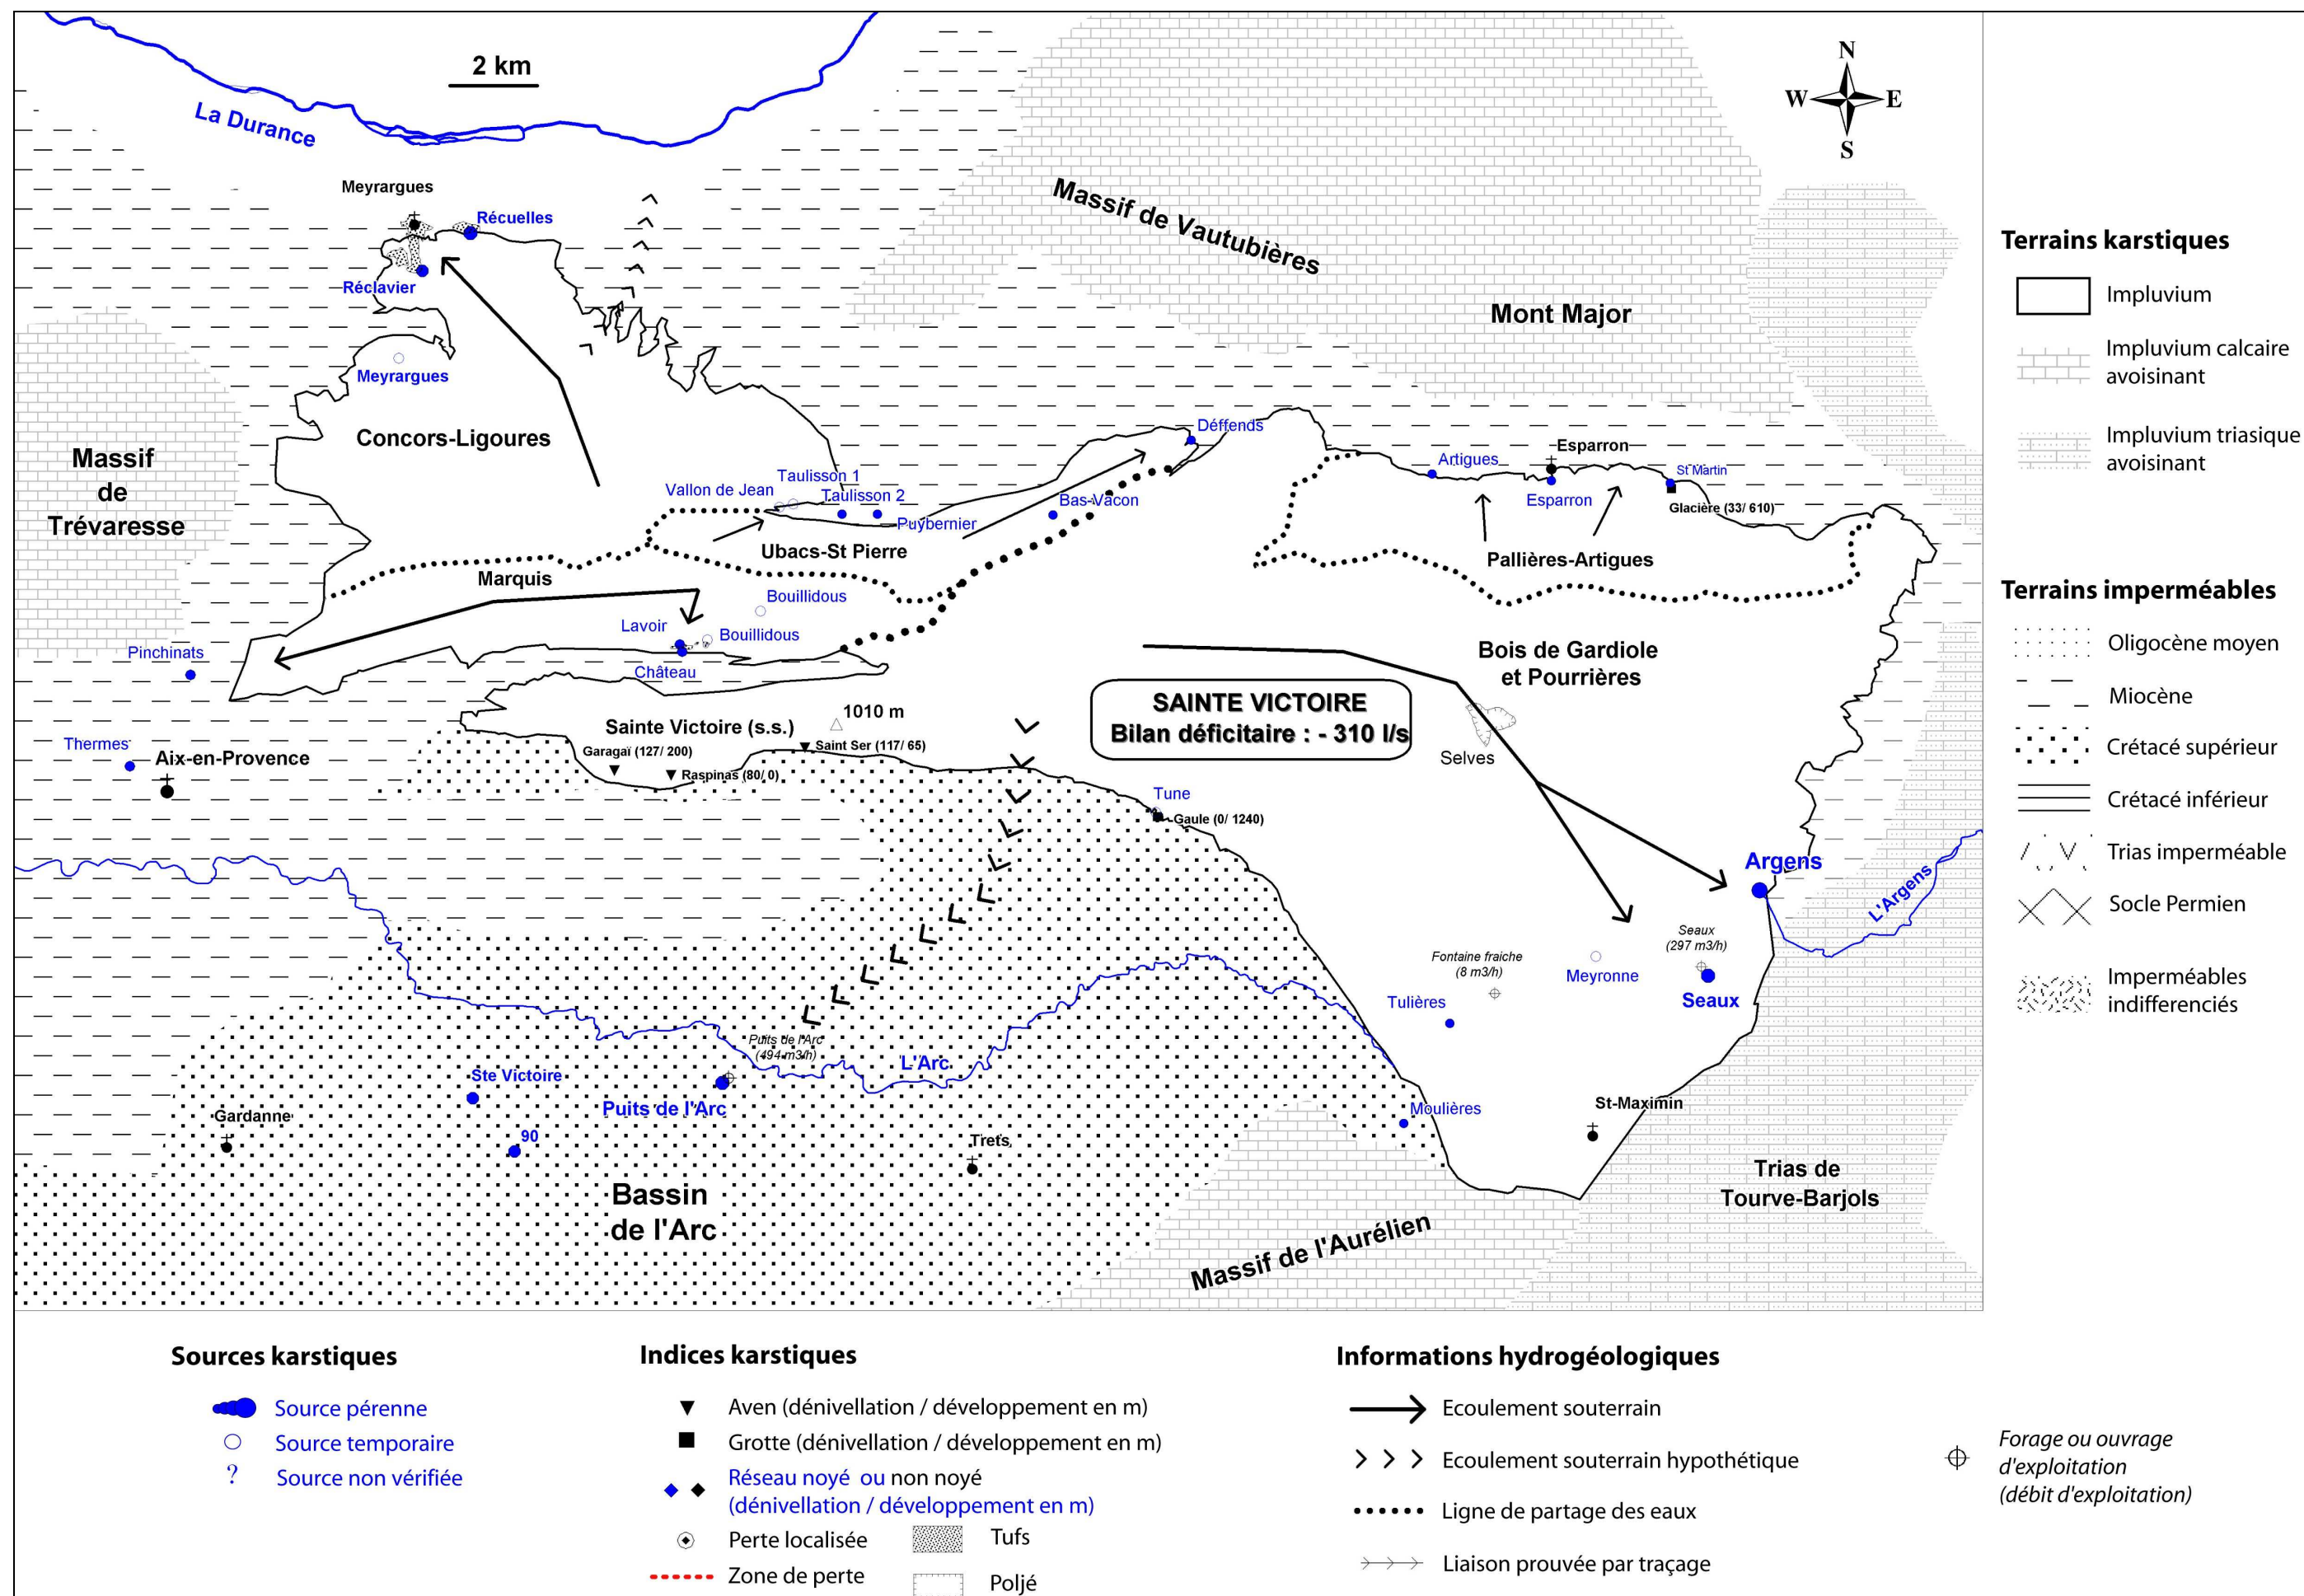 2 km
N
W E
S
La Durance
Meyrargues
Récuelles
Réclavier
Meyrargues
Massif de Vautubières
Mont Major
Concors-Ligoures
Massif
de
Trévaresse
Déffends
Artigues
Esparron
St Martin
Esparron
Glacière (33/ 610)
Taulisson 1
Vallon de Jean
Taulisson 2
Puybernier
Bas-Vacon
Ubacs-St Pierre
Pallières-Artigues
Marquis
Bouillidous
Lavoir
Bouillidous
Château
Pinchinats
Bois de Gardiole
et Pourrières
SAINTE VICTOIRE
Bilan déficitaire : - 310 l/s
Selves
1010 m
Sainte Victoire (s.s.)
Garagaï (127/ 200)
Saint Ser (117/ 65)
Raspinas (80/ 0)
Thermes
Aix-en-Provence
Tune
Gaule (0/ 1240)
Argens
L'Argens
Seaux
(297 m3/h)
Fontaine fraiche
(8 m3/h)
Meyronne
Seaux
Tulières
Puits de l'Arc
(494 m3/h)
L'Arc
Ste Victoire
Puits de l'Arc
90
Gardanne
Trets
Moulières
St-Maximin
Bassin
de l'Arc
Massif de l'Aurélien
Trias de
Tourve-Barjols
Terrains karstiques
Impluvium
Impluvium calcaire
avoisinant
Impluvium triasique
avoisinant
Terrains imperméables
Oligocène moyen
Miocène
Crétacé supérieur
Crétacé inférieur
Trias imperméable
Socle Permien
Imperméables
indifferenciés
Sources karstiques
Source pérenne
Source temporaire
? Source non vérifiée
Indices karstiques
Aven (dénivellation / développement en m)
Grotte (dénivellation / développement en m)
Réseau noyé ou non noyé
(dénivellation / développement en m)
Perte localisée
Zone de perte
Tufs
Poljé
Informations hydrogéologiques
Ecoulement souterrain
Ecoulement souterrain hypothétique
Ligne de partage des eaux
Liaison prouvée par traçage
Forage ou ouvrage
d'exploitation
(débit d'exploitation)